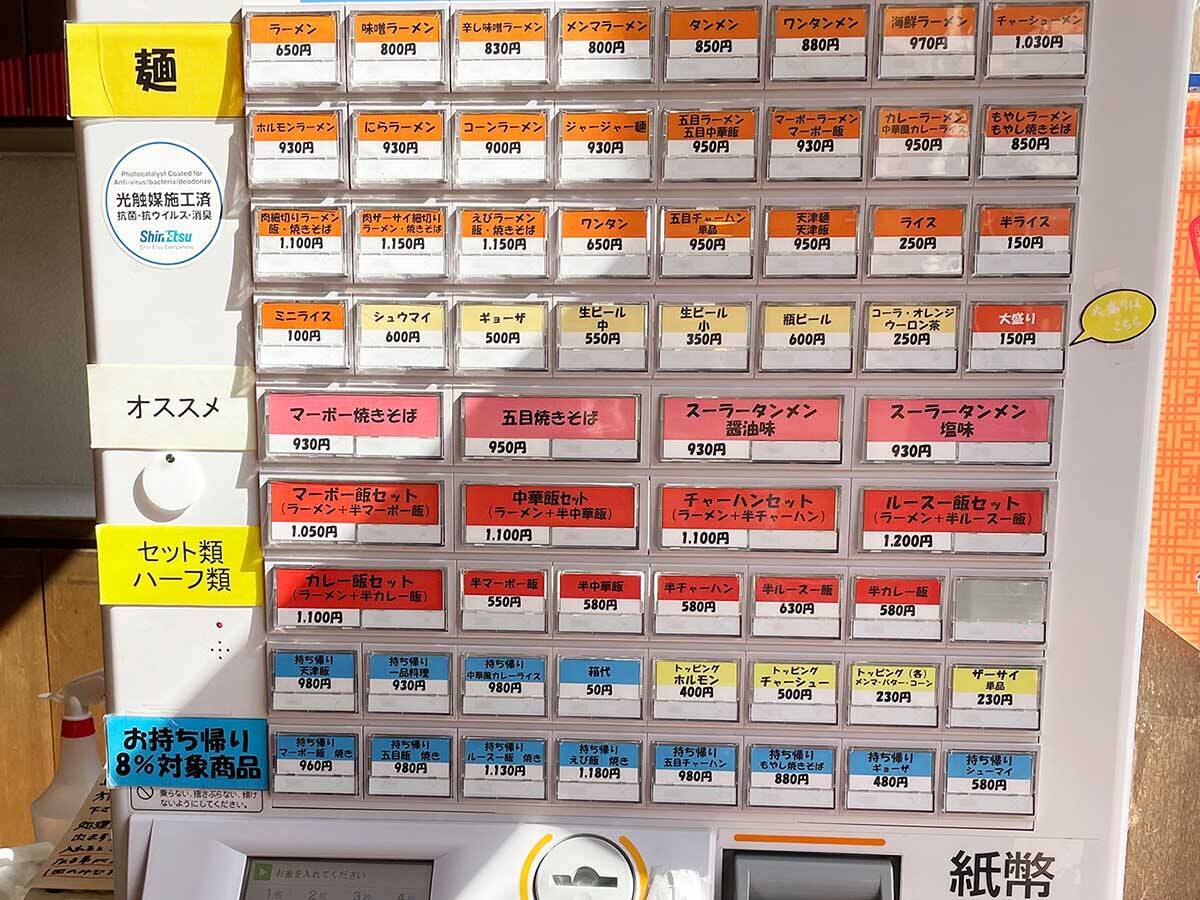 麺
ラーメン
650円
味噌ラーメン
800円
辛し味噌ラーメン
830円
メンマラーメン
800円
タンメン
850円
ワンタンメン
880円
海鮮ラーメン
970円
チャーシューメン
1.030円
ホルモンラーメン
930円
にらラーメン
930円
コーンラーメン
900円
ジャージャー麺
930円
五目ラーメン
五目中華飯
950円
マーボーラーメン
マーボー飯
930円
カレーラーメン
中華風カレーライス
950円
もやしラーメン
もやし焼きそば
850円
Photocatalyst Coated for
Anti-virus/bacteria/deodorize
光触媒施工済
抗菌・抗ウイルス・消臭
ShinEtsu
Shin-Etsu Everywhere
肉細切りラーメン
飯・焼きそば
1.100円
肉ザーサイ細切り
ラーメン・焼きそば
1.150円
えびラーメン
飯・焼きそば
1.150円
ワンタン
650円
五目チャーハン
単品
950円
天津麺
天津飯
950円
ライス
250円
半ライス
150円
ミニライス
100円
シュウマイ
600円
ギョーザ
500円
生ビール
中
550円
生ビール
小
350円
瓶ビール
600円
コーラ・オレンジ
ウーロン茶
250円
大盛り
150円
大盛りは
こちら
オススメ
マーボー焼きそば
930円
五目焼きそば
950円
スーラータンメン
醤油味
930円
スーラータンメン
塩味
930円
セット類
ハーフ類
マーボー飯セット
(ラーメン+半マーボー飯)
1.050円
中華飯セット
(ラーメン+半中華飯)
1.100円
チャーハンセット
(ラーメン+半チャーハン)
1.100円
ルースー飯セット
(ラーメン+半ルースー飯)
1.200円
カレー飯セット
(ラーメン+半カレー飯)
1.100円
半マーボー飯
550円
半中華飯
580円
半チャーハン
580円
半ルースー飯
630円
半カレー飯
580円
持ち帰り
天津飯
980円
持ち帰り
一品料理
930円
持ち帰り
中華風カレーライス
980円
箱代
50円
トッピング
ホルモン
400円
トッピング
チャーシュー
500円
トッピング(各)
メンマ・バター・コーン
230円
ザーサイ
単品
230円
お持ち帰り
8%対象商品
持ち帰り
マーボー飯 焼き
960円
持ち帰り
五目飯 焼き
980円
持ち帰り
ルースー飯 焼き
1.130円
持ち帰り
えび飯 焼き
1.180円
持ち帰り
五目チャーハン
980円
持ち帰り
もやし焼きそば
880円
持ち帰り
ギョーザ
480円
持ち帰り
シューマイ
580円
乗らない、揺さぶらない、傾け
ないようにしてください。
お金を入れてください
紙幣